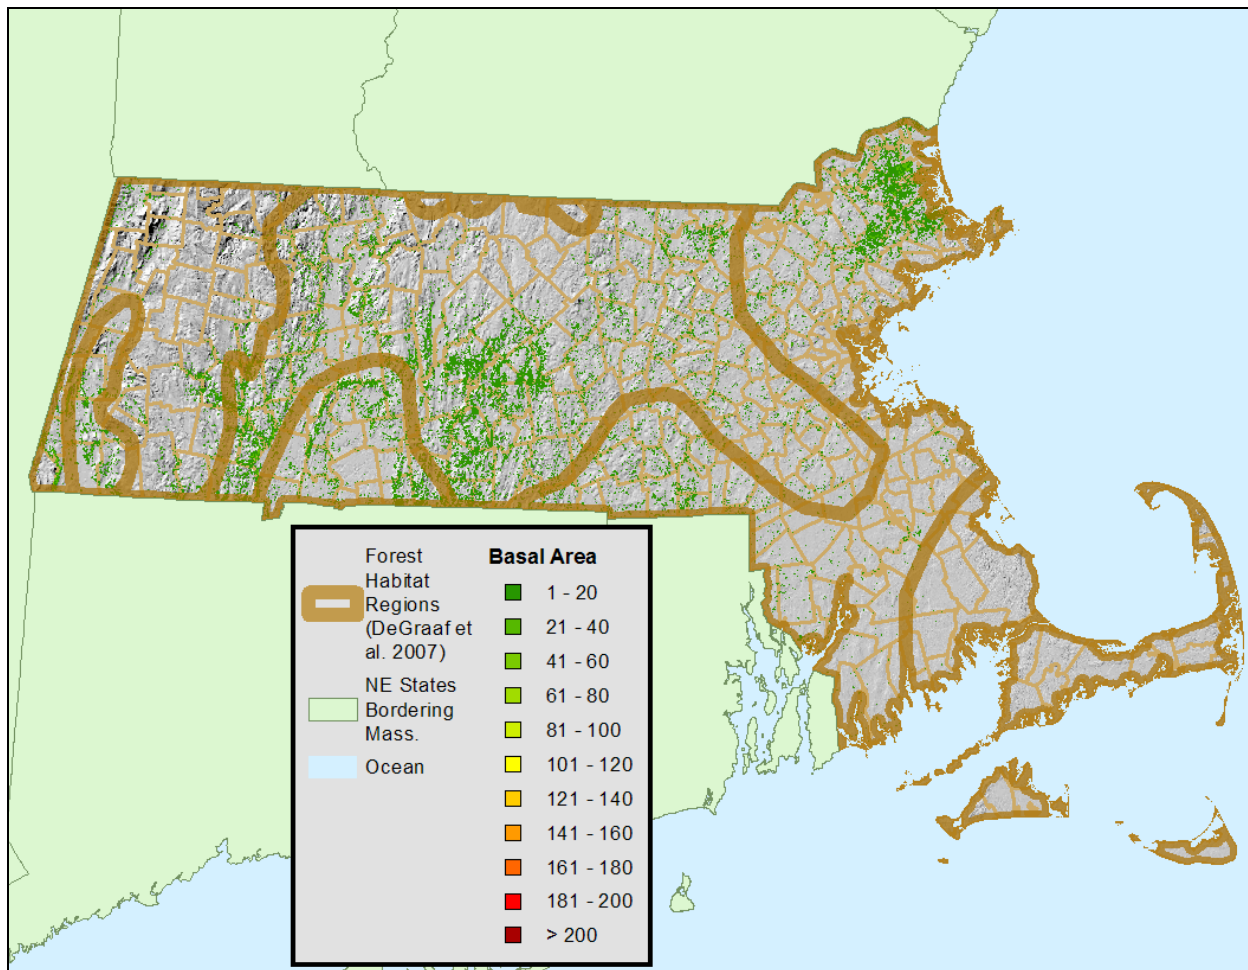 Forest
Habitat
Regions
(DeGraaf et
al. 2007)
NE States
Bordering
Mass.
Ocean
Basal Area
1 - 20
21 - 40
41 - 60
61 - 80
81 - 100
101 - 120
121 - 140
141 - 160
161 - 180
181 - 200
> 200